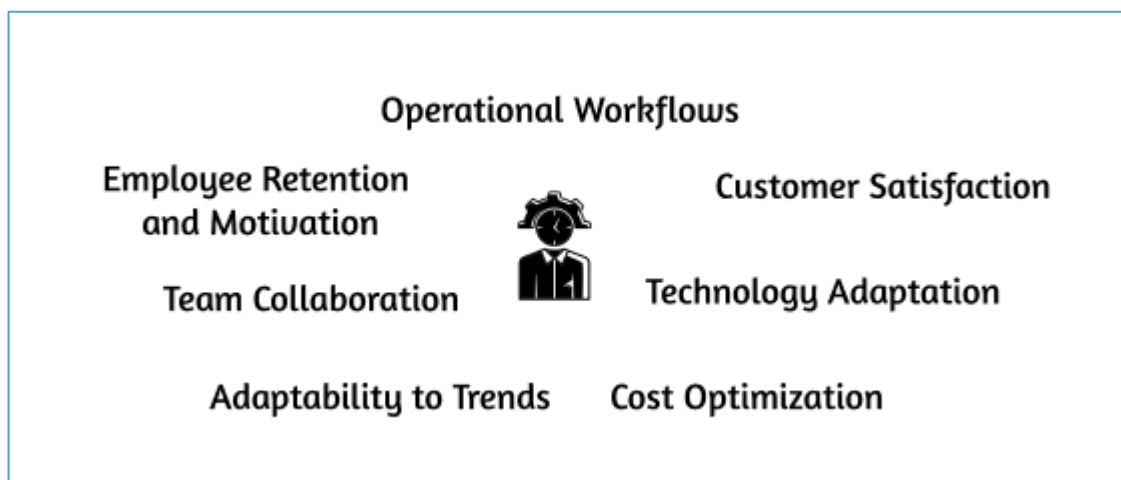 Operational Workflows
Employee Retention
and Motivation
Customer Satisfaction
Team Collaboration
Technology Adaptation
Adaptability to Trends
Cost Optimization